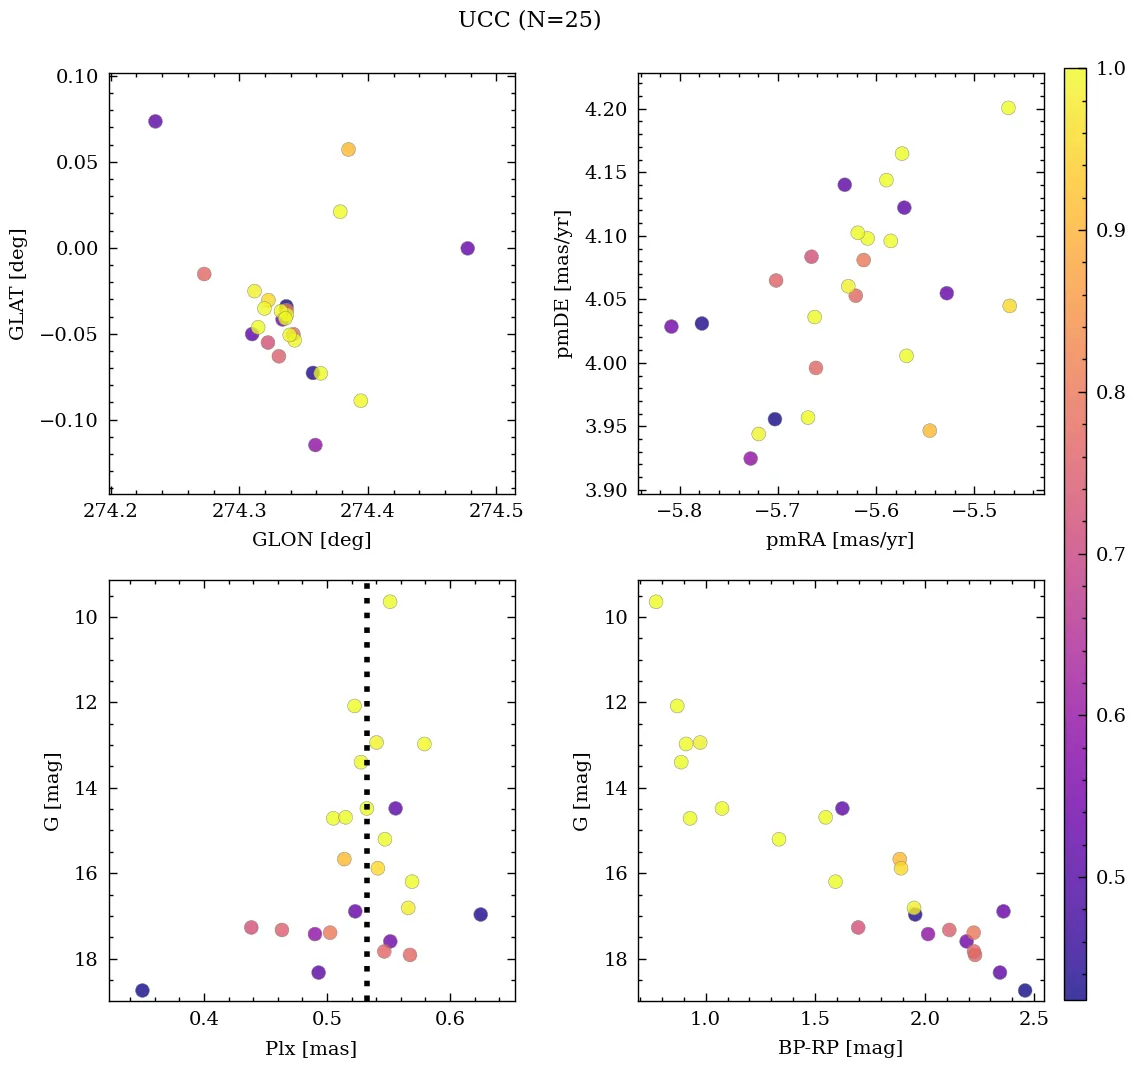 UCC (N=25)
0.10
0.05
0.00
−0.05
−0.10
GLAT [deg]
274.2 274.3 274.4 274.5
GLON [deg]
4.20
4.15
4.10
4.05
4.00
3.95
3.90
pmDE [mas/yr]
−5.8 −5.7 −5.6 −5.5
pmRA [mas/yr]
10
12
14
16
18
G [mag]
0.4 0.5 0.6
Plx [mas]
10
12
14
16
18
G [mag]
1.0 1.5 2.0 2.5
BP-RP [mag]
1.0
0.9
0.8
0.7
0.6
0.5